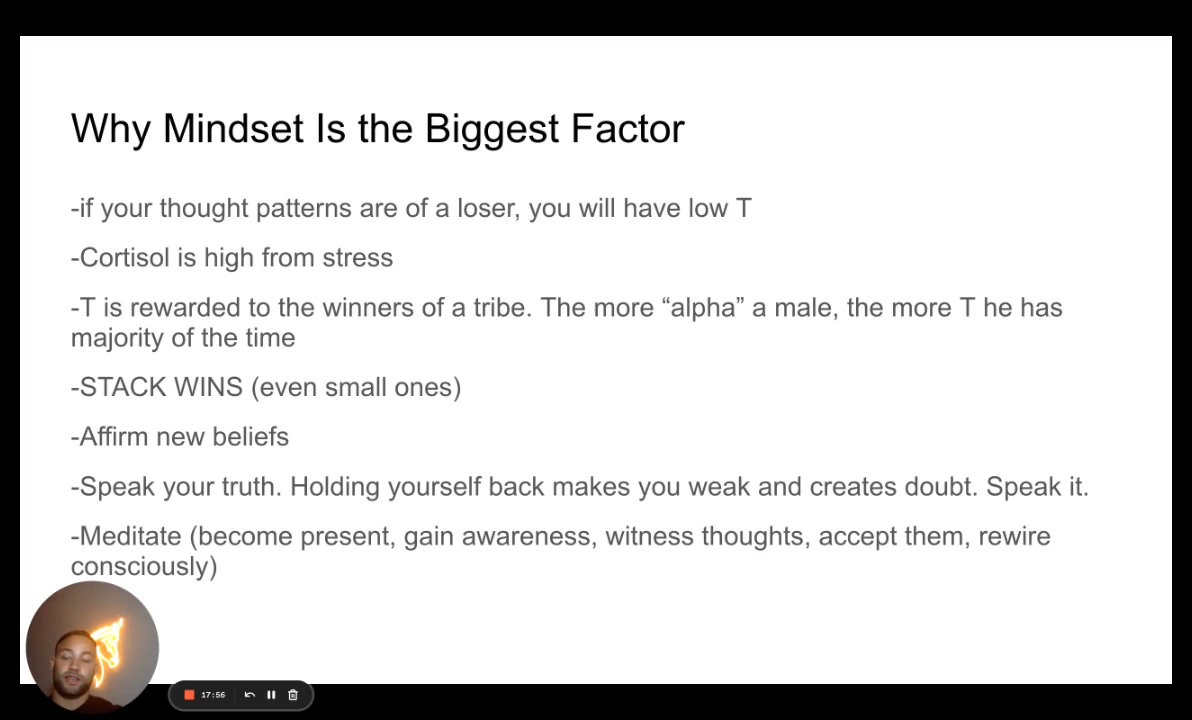 Why Mindset Is the Biggest Factor
-if your thought patterns are of a loser, you will have low T
-Cortisol is high from stress
-T is rewarded to the winners of a tribe. The more “alpha” a male, the more T he has
majority of the time
-STACK WINS (even small ones)
-Affirm new beliefs
-Speak your truth. Holding yourself back makes you weak and creates doubt. Speak it.
-Meditate (become present, gain awareness, witness thoughts, accept them, rewire
consciously)
17:56